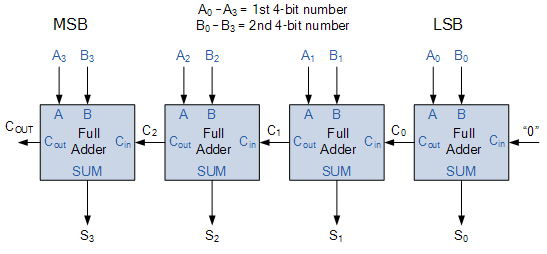 A0 - A3 = 1st 4-bit number
MSB B0 - B3 = 2nd 4-bit number LSB
A3 B3 A2 B2 A1 B1 A0 B0
A B A B A B A B
COUT C2 C1 C0 "0"
Cout Full Adder Cin Cout Full Adder Cin Cout Full Adder Cin Cout Full Adder Cin
SUM SUM SUM SUM
S3 S2 S1 S0